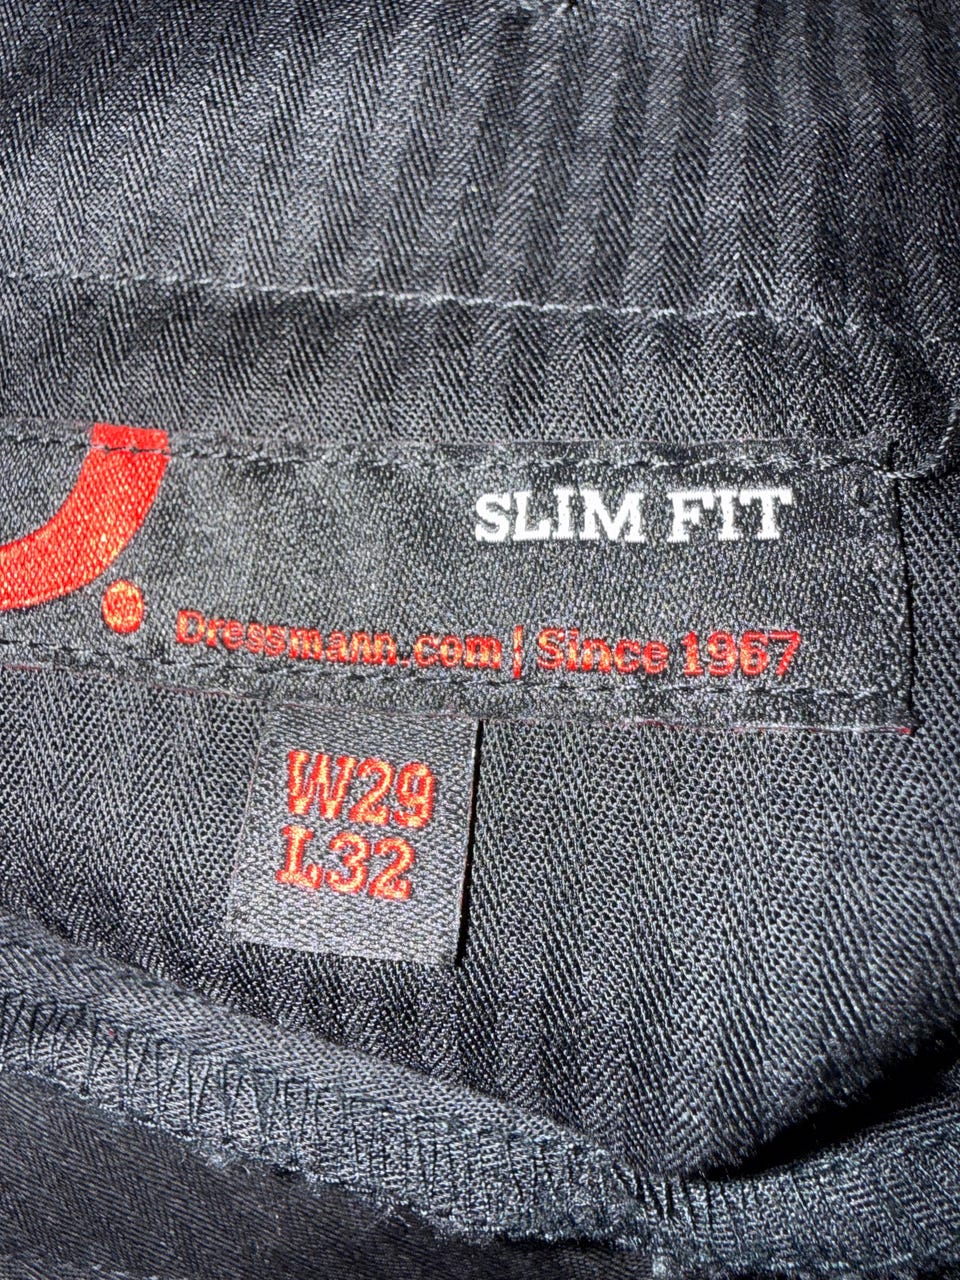 SLIM FIT
Dressmann.com | Since 1967
W29
L32